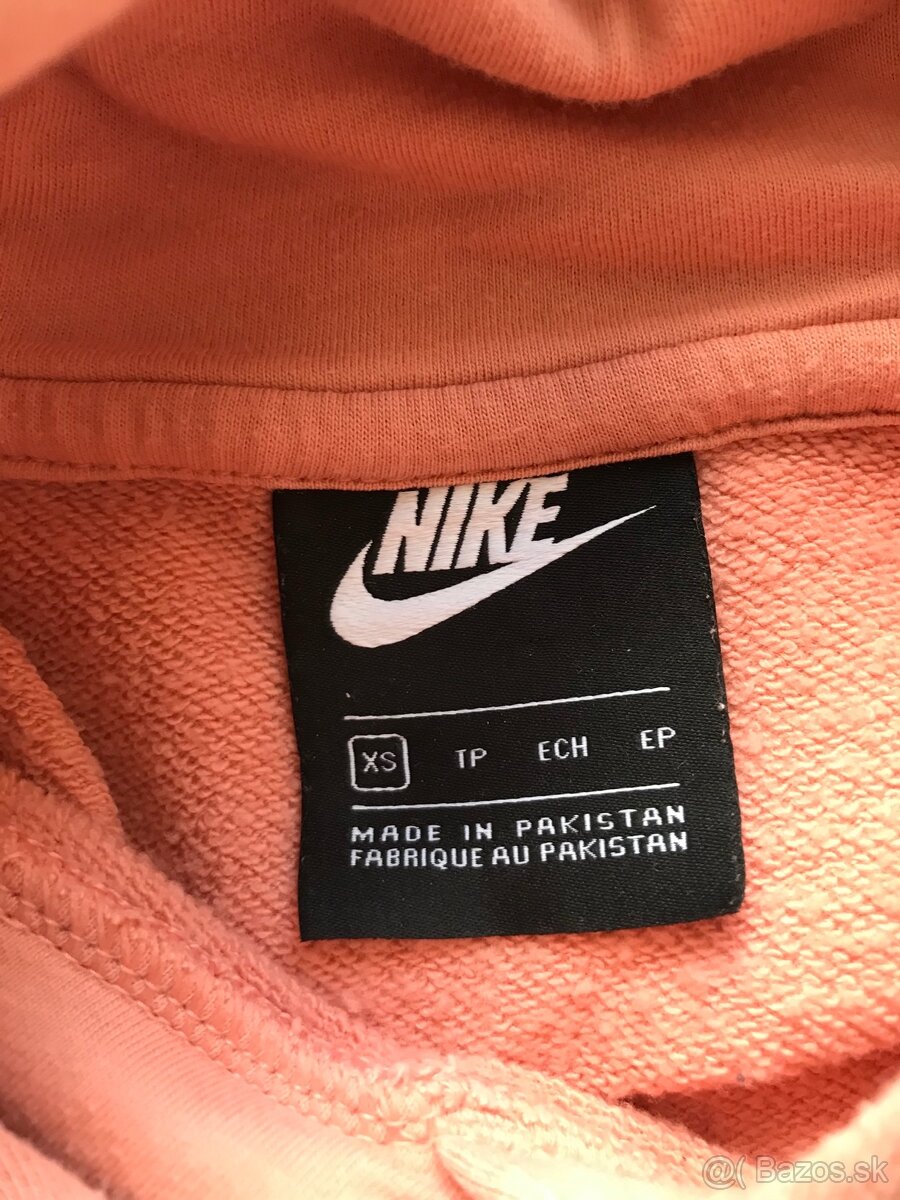 NIKE
XS TP ECH EP
MADE IN PAKISTAN
FABRIQUE AU PAKISTAN
@( Bazos.sk